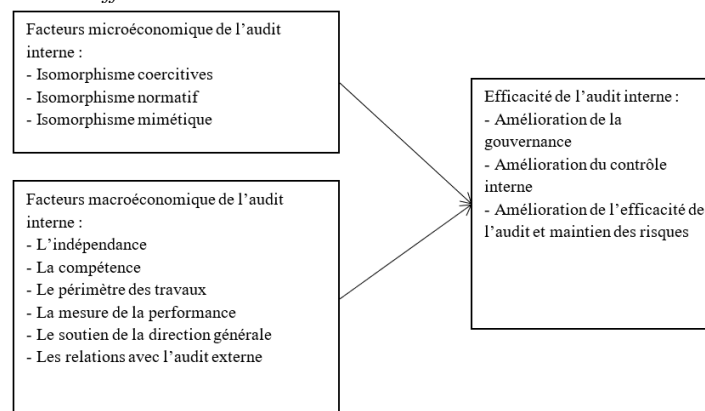 Facteurs microéconomique de l’audit
interne :
- Isomorphisme coercitives
- Isomorphisme normatif
- Isomorphisme mimétique
Facteurs macroéconomique de l’audit
interne :
- L’indépendance
- La compétence
- Le périmètre des travaux
- La mesure de la performance
- Le soutien de la direction générale
- Les relations avec l’audit externe
Efficacité de l’audit interne :
- Amélioration de la
gouvernance
- Amélioration du contrôle
interne
- Amélioration de l’efficacité de
l’audit et maintien des risques